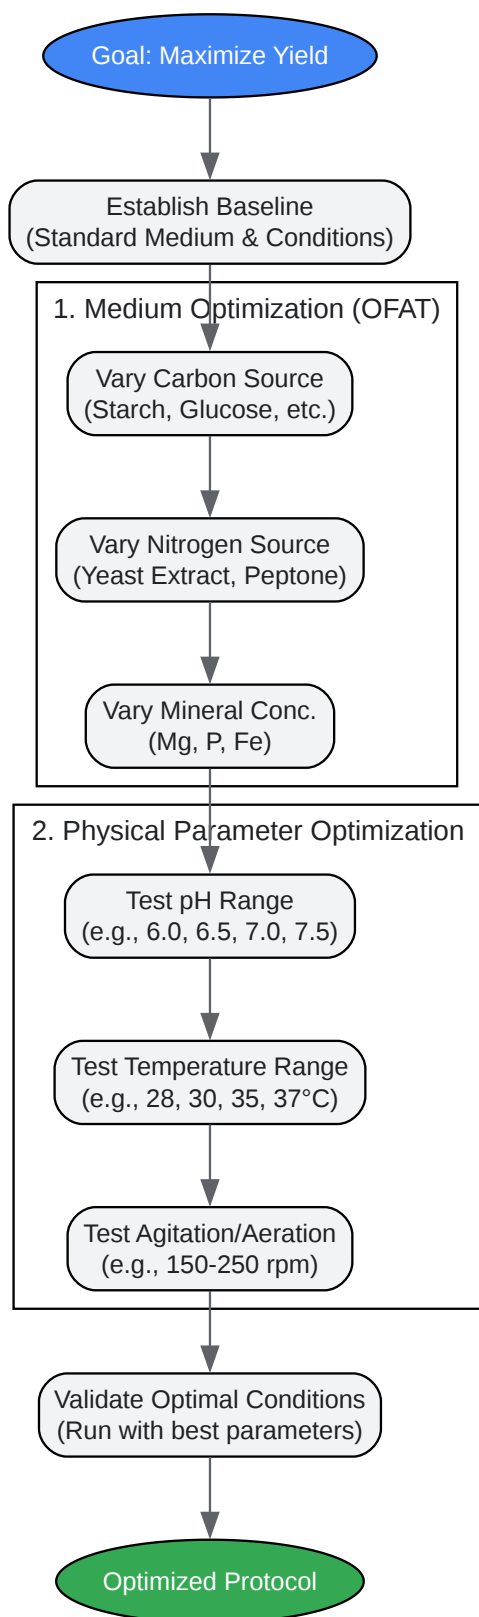 Goal: Maximize Yield
Establish Baseline
(Standard Medium & Conditions)
1. Medium Optimization (OFAT)
Vary Carbon Source
(Starch, Glucose, etc.)
Vary Nitrogen Source
(Yeast Extract, Peptone)
Vary Mineral Conc.
(Mg, P, Fe)
2. Physical Parameter Optimization
Test pH Range
(e.g., 6.0, 6.5, 7.0, 7.5)
Test Temperature Range
(e.g., 28, 30, 35, 37°C)
Test Agitation/Aeration
(e.g., 150-250 rpm)
Validate Optimal Conditions
(Run with best parameters)
Optimized Protocol